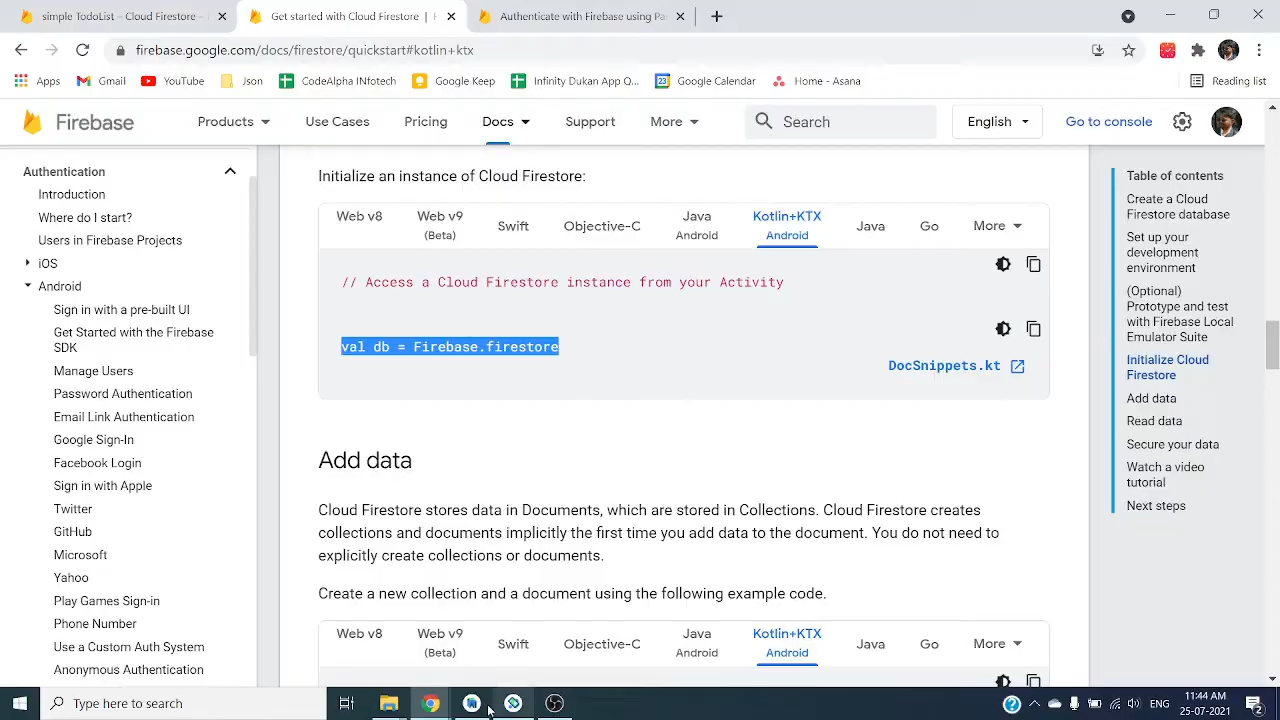 simple TodoList - Cloud Firestore -
Get started with Cloud Firestore |
Authenticate with Firebase using Pa
firebase.google.com/docs/firestore/quickstart#kotlin+ktx
Apps
Gmail
YouTube
Json
CodeAlpha INfotech
Google Keep
Infinity Dukan App Q...
Google Calendar
Home - Asana
Reading list
Firebase
Products
Use Cases
Pricing
Docs
Support
More
Search
English
Go to console
Authentication
Introduction
Where do I start?
Users in Firebase Projects
iOS
Android
Sign in with a pre-built UI
Get Started with the Firebase
SDK
Manage Users
Password Authentication
Email Link Authentication
Google Sign-In
Facebook Login
Sign in with Apple
Twitter
GitHub
Microsoft
Yahoo
Play Games Sign-in
Phone Number
Use a Custom Auth System
Anonymous Authentication
Initialize an instance of Cloud Firestore:
Web v8
Web v9
(Beta)
Swift
Objective-C
Java
Android
Kotlin+KTX
Android
Java
Go
More
// Access a Cloud Firestore instance from your Activity
val db = Firebase.firestore
DocSnippets.kt
Add data
Cloud Firestore stores data in Documents, which are stored in Collections. Cloud Firestore creates
collections and documents implicitly the first time you add data to the document. You do not need to
explicitly create collections or documents.
Create a new collection and a document using the following example code.
Web v8
Web v9
(Beta)
Swift
Objective-C
Java
Android
Kotlin+KTX
Android
Java
Go
More
Table of contents
Create a Cloud
Firestore database
Set up your
development
environment
(Optional)
Prototype and test
with Firebase Local
Emulator Suite
Initialize Cloud
Firestore
Add data
Read data
Secure your data
Watch a video
tutorial
Next steps
Type here to search
ENG
11:44 AM
25-07-2021
2